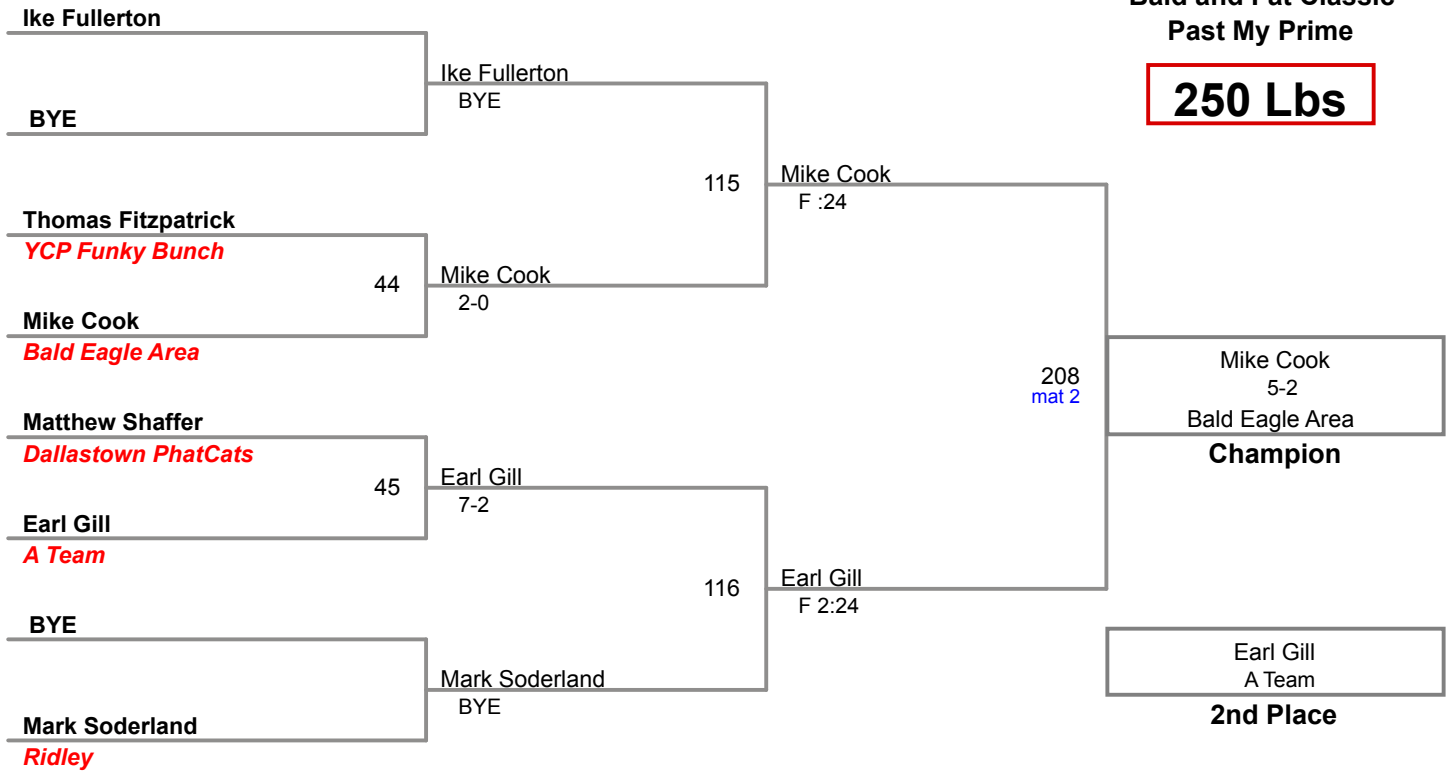 Past My Prime
250 Lbs
Ike Fullerton
BYE
Thomas Fitzpatrick
YCP Funky Bunch
Mike Cook
Bald Eagle Area
Matthew Shaffer
Dallastown PhatCats
Earl Gill
A Team
BYE
Mark Soderland
Ridley
44
45
Ike Fullerton
BYE
Mike Cook
2-0
Earl Gill
7-2
Mark Soderland
BYE
115
116
Mike Cook
F :24
Earl Gill
F 2:24
208
mat 2
Mike Cook
5-2
Bald Eagle Area
Champion
Earl Gill
A Team
2nd Place